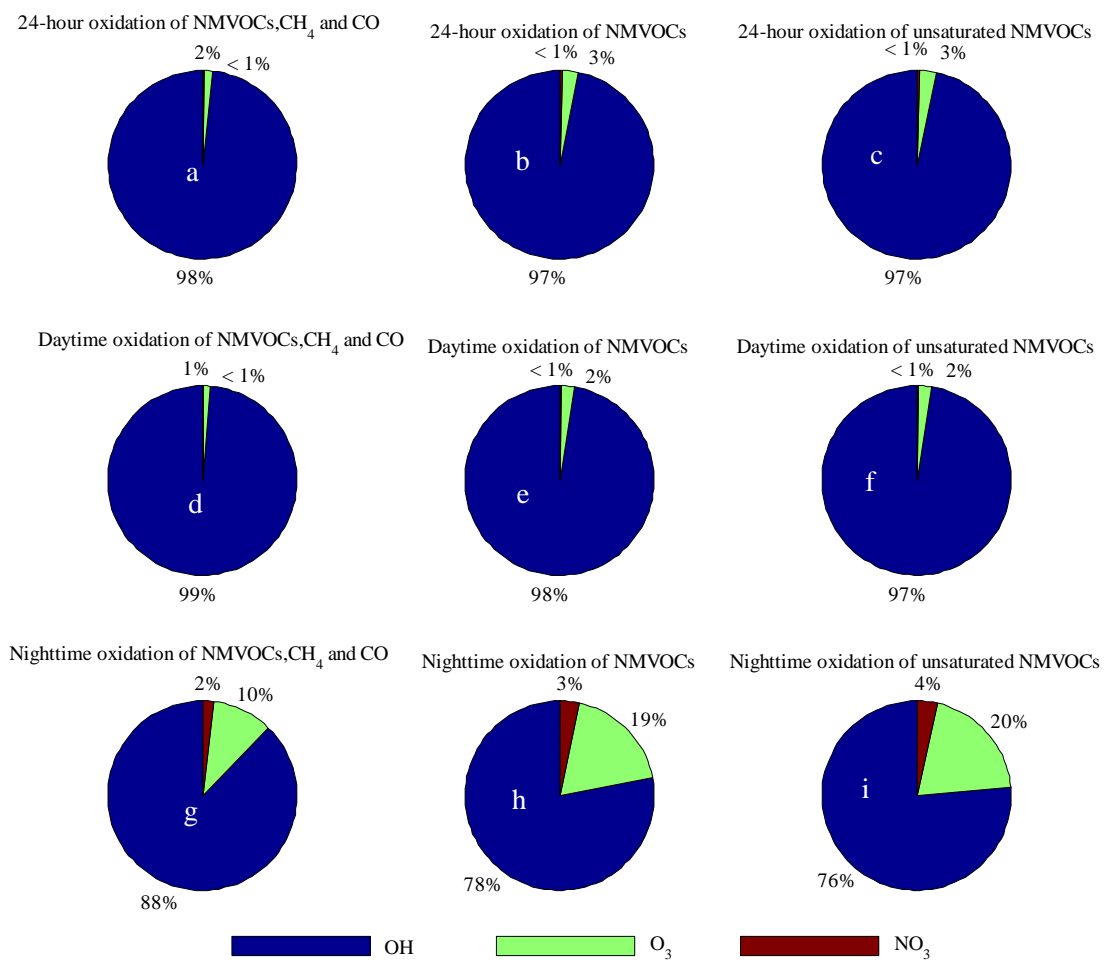 24-hour oxidation of NMVOCs,CH4 and CO
2%
< 1%
a
98%
24-hour oxidation of NMVOCs
< 1%
3%
b
97%
24-hour oxidation of unsaturated NMVOCs
< 1%
3%
c
97%
Daytime oxidation of NMVOCs,CH4 and CO
1%
< 1%
d
99%
Daytime oxidation of NMVOCs
< 1%
2%
e
98%
Daytime oxidation of unsaturated NMVOCs
< 1%
2%
f
97%
Nighttime oxidation of NMVOCs,CH4 and CO
2%
10%
g
88%
Nighttime oxidation of NMVOCs
3%
19%
h
78%
Nighttime oxidation of unsaturated NMVOCs
4%
20%
i
76%
OH
O3
NO3